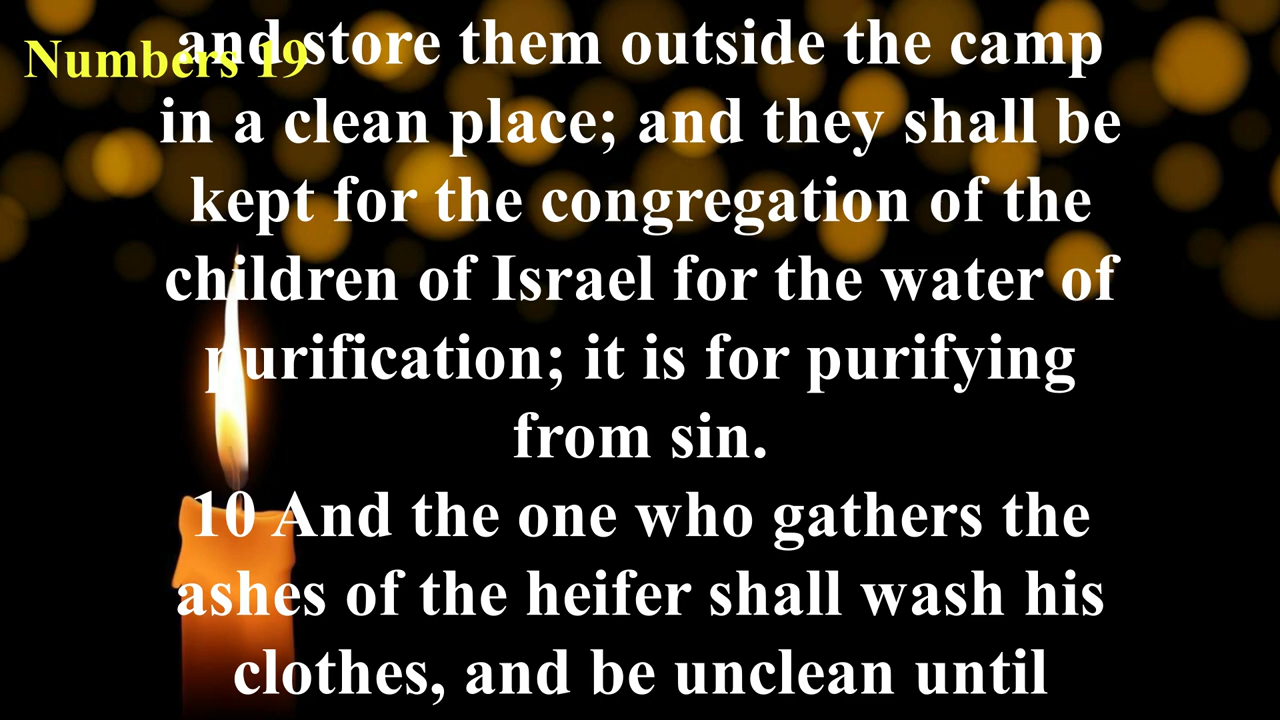 Numbers 19
and store them outside the camp
in a clean place; and they shall be
kept for the congregation of the
children of Israel for the water of
purification; it is for purifying
from sin.
10 And the one who gathers the
ashes of the heifer shall wash his
clothes, and be unclean until